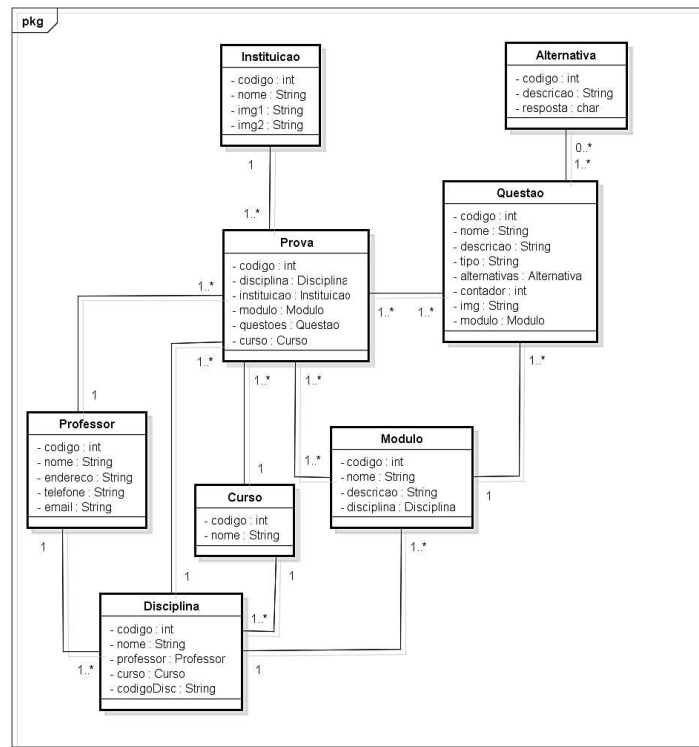 pkg
Instituicao
- codigo : int
- nome : String
- img1 : String
- img2 : String
Alternativa
- codigo : int
- descricao : String
- resposta : char
1
0..*
1..*
1..*
Questao
- codigo : int
- nome : String
- descricao : String
- tipo : String
- alternativas : Alternativa
- contador : int
- img : String
- modulo : Modulo
Prova
- codigo : int
- disciplina : Disciplina
- instituicao : Instituicao
- modulo : Modulo
- questoes : Questao
- curso : Curso
1..*
1..*
1..*
1..*
1..*
1..*
1..*
1
Professor
- codigo : int
- nome : String
- endereco : String
- telefone : String
- email : String
Modulo
- codigo : int
- nome : String
- descricao : String
- disciplina : Disciplina
1..*
1
1
Curso
- codigo : int
- nome : String
1
1..*
1
1
1..*
Disciplina
- codigo : int
- nome : String
- professor : Professor
- curso : Curso
- codigoDisc : String
1..*
1